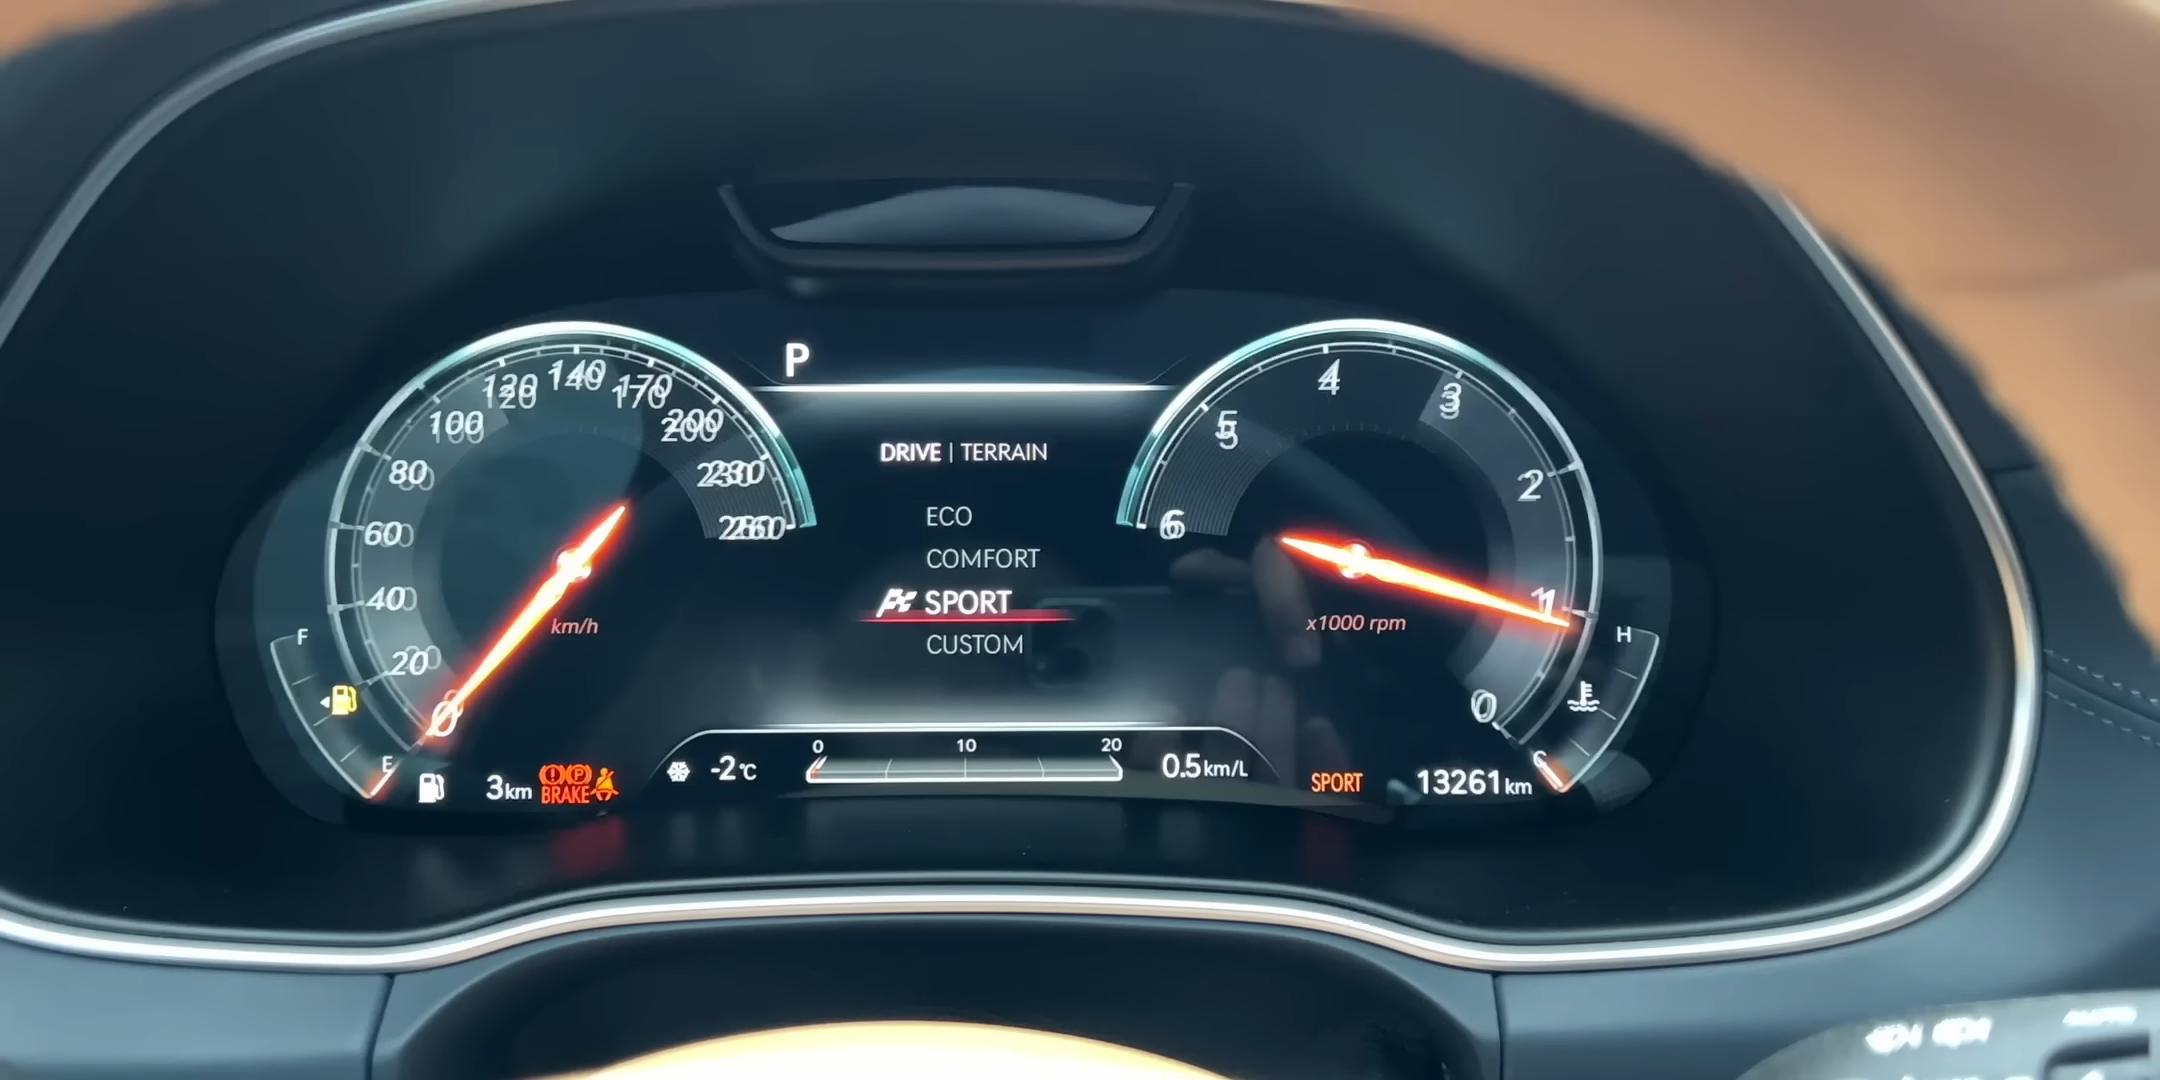 P
DRIVE | TERRAIN
ECO
COMFORT
SPORT
CUSTOM
0
20
40
60
80
100
120
140
170
200
230
260
km/h
6
5
4
3
2
1
0
x1000 rpm
F
E
H
C
3km
BRAKE
-2°C
0 10 20
0.5km/L
SPORT
13261km